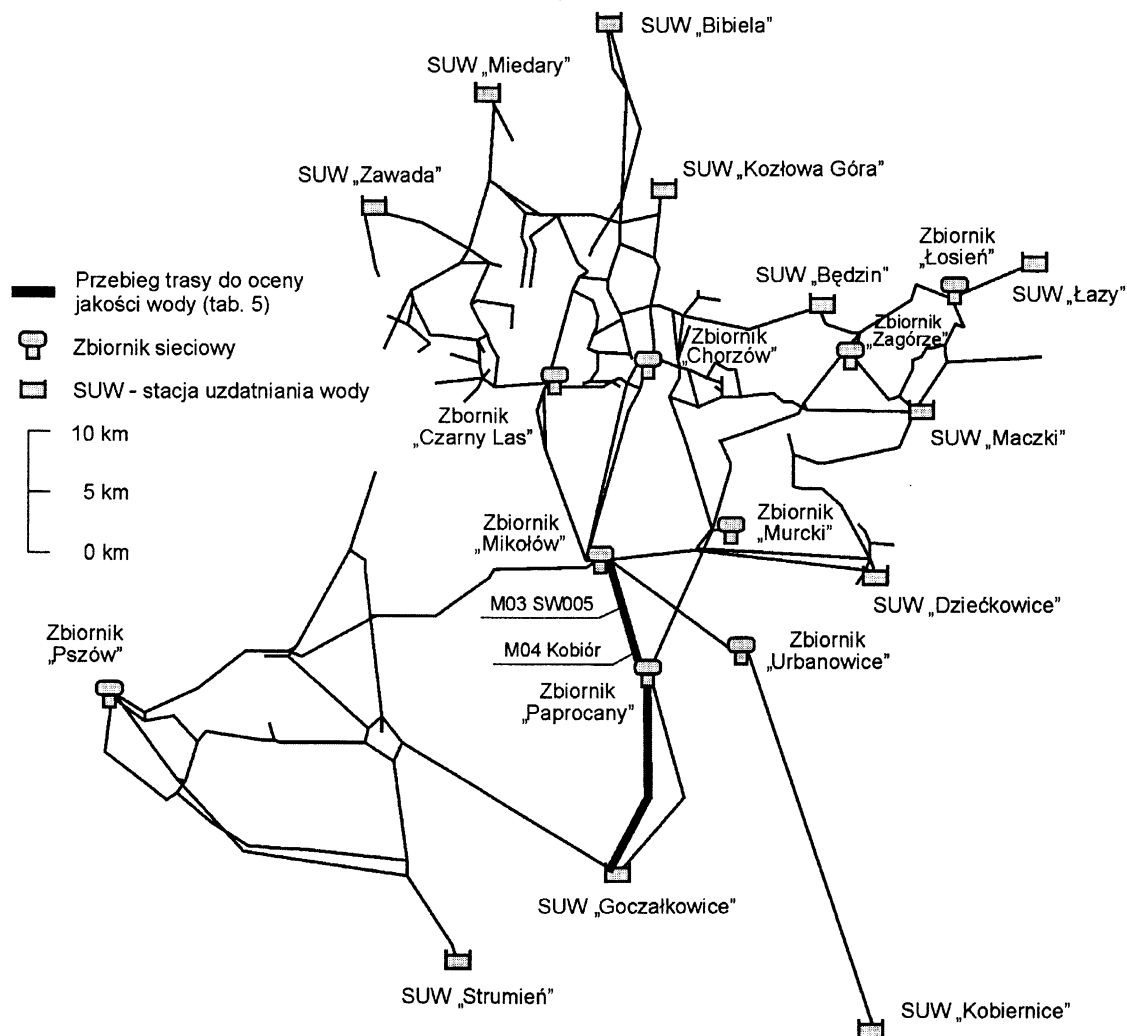 SUW „Bibiela”
SUW „Miedary”
SUW „Zawada”
SUW „Kozłowa Góra”
Zbiornik
„Łosień”
SUW „Będzin”
SUW „Łazy”
Przebieg trasy do oceny
jakości wody (tab. 5)
Zbiornik sieciowy
SUW - stacja uzdatniania wody
Zbiornik
„Chorzów”
Zbiornik
„Zagórze”
Zbornik
„Czarny Las”
SUW „Maczki”
10 km
5 km
0 km
Zbiornik
„Mikołów”
Zbiornik
„Murcki”
SUW „Dziećkowice”
M03 SW005
M04 Kobiór
Zbiornik
„Pszów”
Zbiornik
„Urbanowice”
Zbiornik
„Paprocany”
SUW „Goczałkowice”
SUW „Strumień”
SUW „Kobiernice”